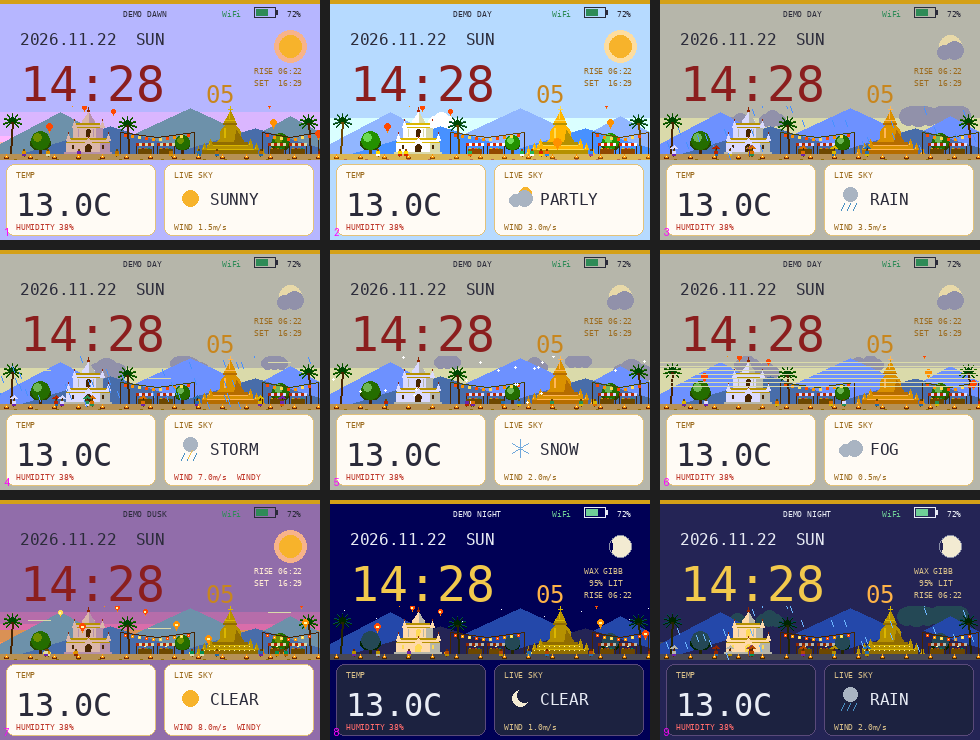 DEMO DAWN WiFi 72%
2026.11.22 SUN
14:28 05
RISE 06:22
SET 16:29
TEMP
13.0C
HUMIDITY 38%
LIVE SKY
SUNNY
WIND 1.5m/s
1
DEMO DAY WiFi 72%
2026.11.22 SUN
14:28 05
RISE 06:22
SET 16:29
TEMP
13.0C
HUMIDITY 38%
LIVE SKY
PARTLY
WIND 3.0m/s
2
DEMO DAY WiFi 72%
2026.11.22 SUN
14:28 05
RISE 06:22
SET 16:29
TEMP
13.0C
HUMIDITY 38%
LIVE SKY
RAIN
WIND 3.5m/s
3
DEMO DAY WiFi 72%
2026.11.22 SUN
14:28 05
RISE 06:22
SET 16:29
TEMP
13.0C
HUMIDITY 38%
LIVE SKY
STORM
WIND 7.0m/s WINDY
4
DEMO DAY WiFi 72%
2026.11.22 SUN
14:28 05
RISE 06:22
SET 16:29
TEMP
13.0C
HUMIDITY 38%
LIVE SKY
SNOW
WIND 2.0m/s
5
DEMO DAY WiFi 72%
2026.11.22 SUN
14:28 05
RISE 06:22
SET 16:29
TEMP
13.0C
HUMIDITY 38%
LIVE SKY
FOG
WIND 0.5m/s
6
DEMO DUSK WiFi 72%
2026.11.22 SUN
14:28 05
RISE 06:22
SET 16:29
TEMP
13.0C
HUMIDITY 38%
LIVE SKY
CLEAR
WIND 8.0m/s WINDY
7
DEMO NIGHT WiFi 72%
2026.11.22 SUN
14:28 05
WAX GIBB
95% LIT
RISE 06:22
TEMP
13.0C
HUMIDITY 38%
LIVE SKY
CLEAR
WIND 1.0m/s
8
DEMO NIGHT WiFi 72%
2026.11.22 SUN
14:28 05
WAX GIBB
95% LIT
RISE 06:22
TEMP
13.0C
HUMIDITY 38%
LIVE SKY
RAIN
WIND 2.0m/s
9